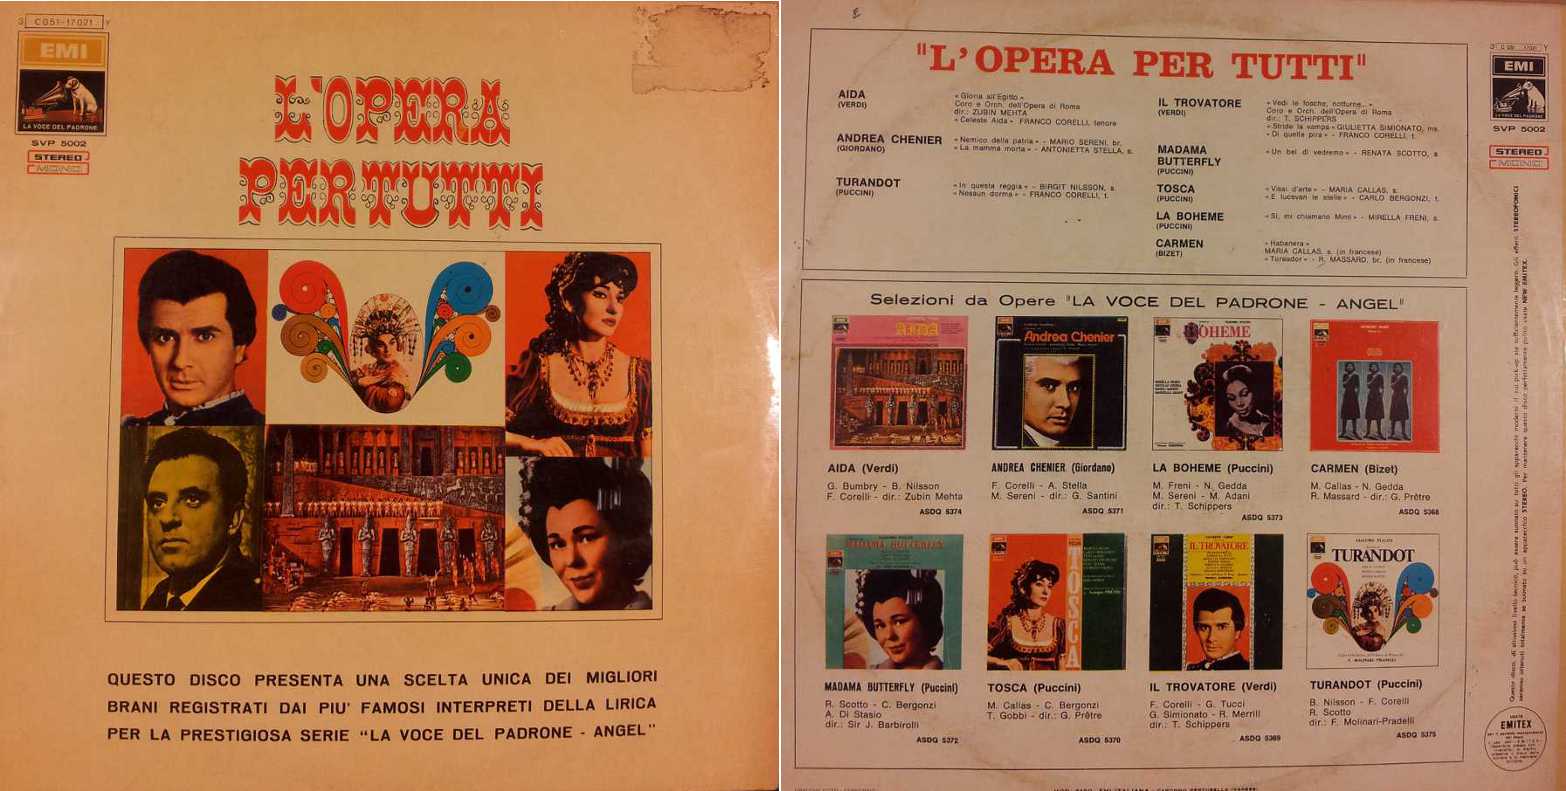 3 C 051-17021 Y
EMI
LA VOCE DEL PADRONE
SVP 5002
STEREO
MONO
L'OPERA
PER TUTTI
QUESTO DISCO PRESENTA UNA SCELTA UNICA DEI MIGLIORI
BRANI REGISTRATI DAI PIU' FAMOSI INTERPRETI DELLA LIRICA
PER LA PRESTIGIOSA SERIE "LA VOCE DEL PADRONE - ANGEL"
"L'OPERA PER TUTTI"
AIDA
(VERDI)
« Gloria all'Egitto »
Coro e Orch. dell'Opera di Roma
dir.: ZUBIN MEHTA
« Celeste Aida » FRANCO CORELLI, tenore
ANDREA CHENIER
(GIORDANO)
« Nemico della patria » - MARIO SERENI, br.
« La mamma morta » - ANTONIETTA STELLA, s.
TURANDOT
(PUCCINI)
« In questa reggia » - BIRGIT NILSSON, s.
« Nessun dorma » - FRANCO CORELLI, t.
IL TROVATORE
(VERDI)
« Vedi le fosche, notturne... »
Coro e Orch. dell'Opera di Roma
dir.: T. SCHIPPERS
« Stride la vampa » GIULIETTA SIMIONATO, ms.
« Di quella pira » - FRANCO CORELLI, t.
MADAMA
BUTTERFLY
(PUCCINI)
« Un bel dì vedremo » - RENATA SCOTTO, s.
TOSCA
(PUCCINI)
« Vissi d'arte » - MARIA CALLAS, s.
« E lucevan le stelle » - CARLO BERGONZI, t.
LA BOHEME
(PUCCINI)
« Sì, mi chiamano Mimì » - MIRELLA FRENI, s.
CARMEN
(BIZET)
« Habanera »
MARIA CALLAS, s. (in francese)
« Toreador » - R. MASSARD, br. (in francese)
EMI
LA VOCE DEL PADRONE
SVP 5002
STEREO
MONO
Selezioni da Opere "LA VOCE DEL PADRONE - ANGEL"
AIDA
Andrea Chenier
BOHEME
AIDA (Verdi)
G. Bumbry - B. Nilsson
F. Corelli - dir.: Zubin Mehta
ASDQ 5374
ANDREA CHENIER (Giordano)
F. Corelli - A. Stella
M. Sereni - dir.: G. Santini
ASDQ 5371
LA BOHEME (Puccini)
M. Freni - N. Gedda
M. Sereni - M. Adani
dir.: T. Schippers
ASDQ 5373
CARMEN (Bizet)
M. Callas - N. Gedda
R. Massard - dir.: G. Prêtre
ASDQ 5368
MADAMA BUTTERFLY
TOSCA
IL TROVATORE
TURANDOT
MADAMA BUTTERFLY (Puccini)
R. Scotto - C. Bergonzi
A. Di Stasio
dir.: Sir J. Barbirolli
ASDQ 5372
TOSCA (Puccini)
M. Callas - C. Bergonzi
T. Gobbi - dir.: G. Prêtre
ASDQ 5370
IL TROVATORE (Verdi)
F. Corelli - G. Tucci
G. Simionato - R. Merrill
dir.: T. Schippers
ASDQ 5369
TURANDOT (Puccini)
B. Nilsson - F. Corelli
R. Scotto
dir.: F. Molinari-Pradelli
ASDQ 5375
EMITEX